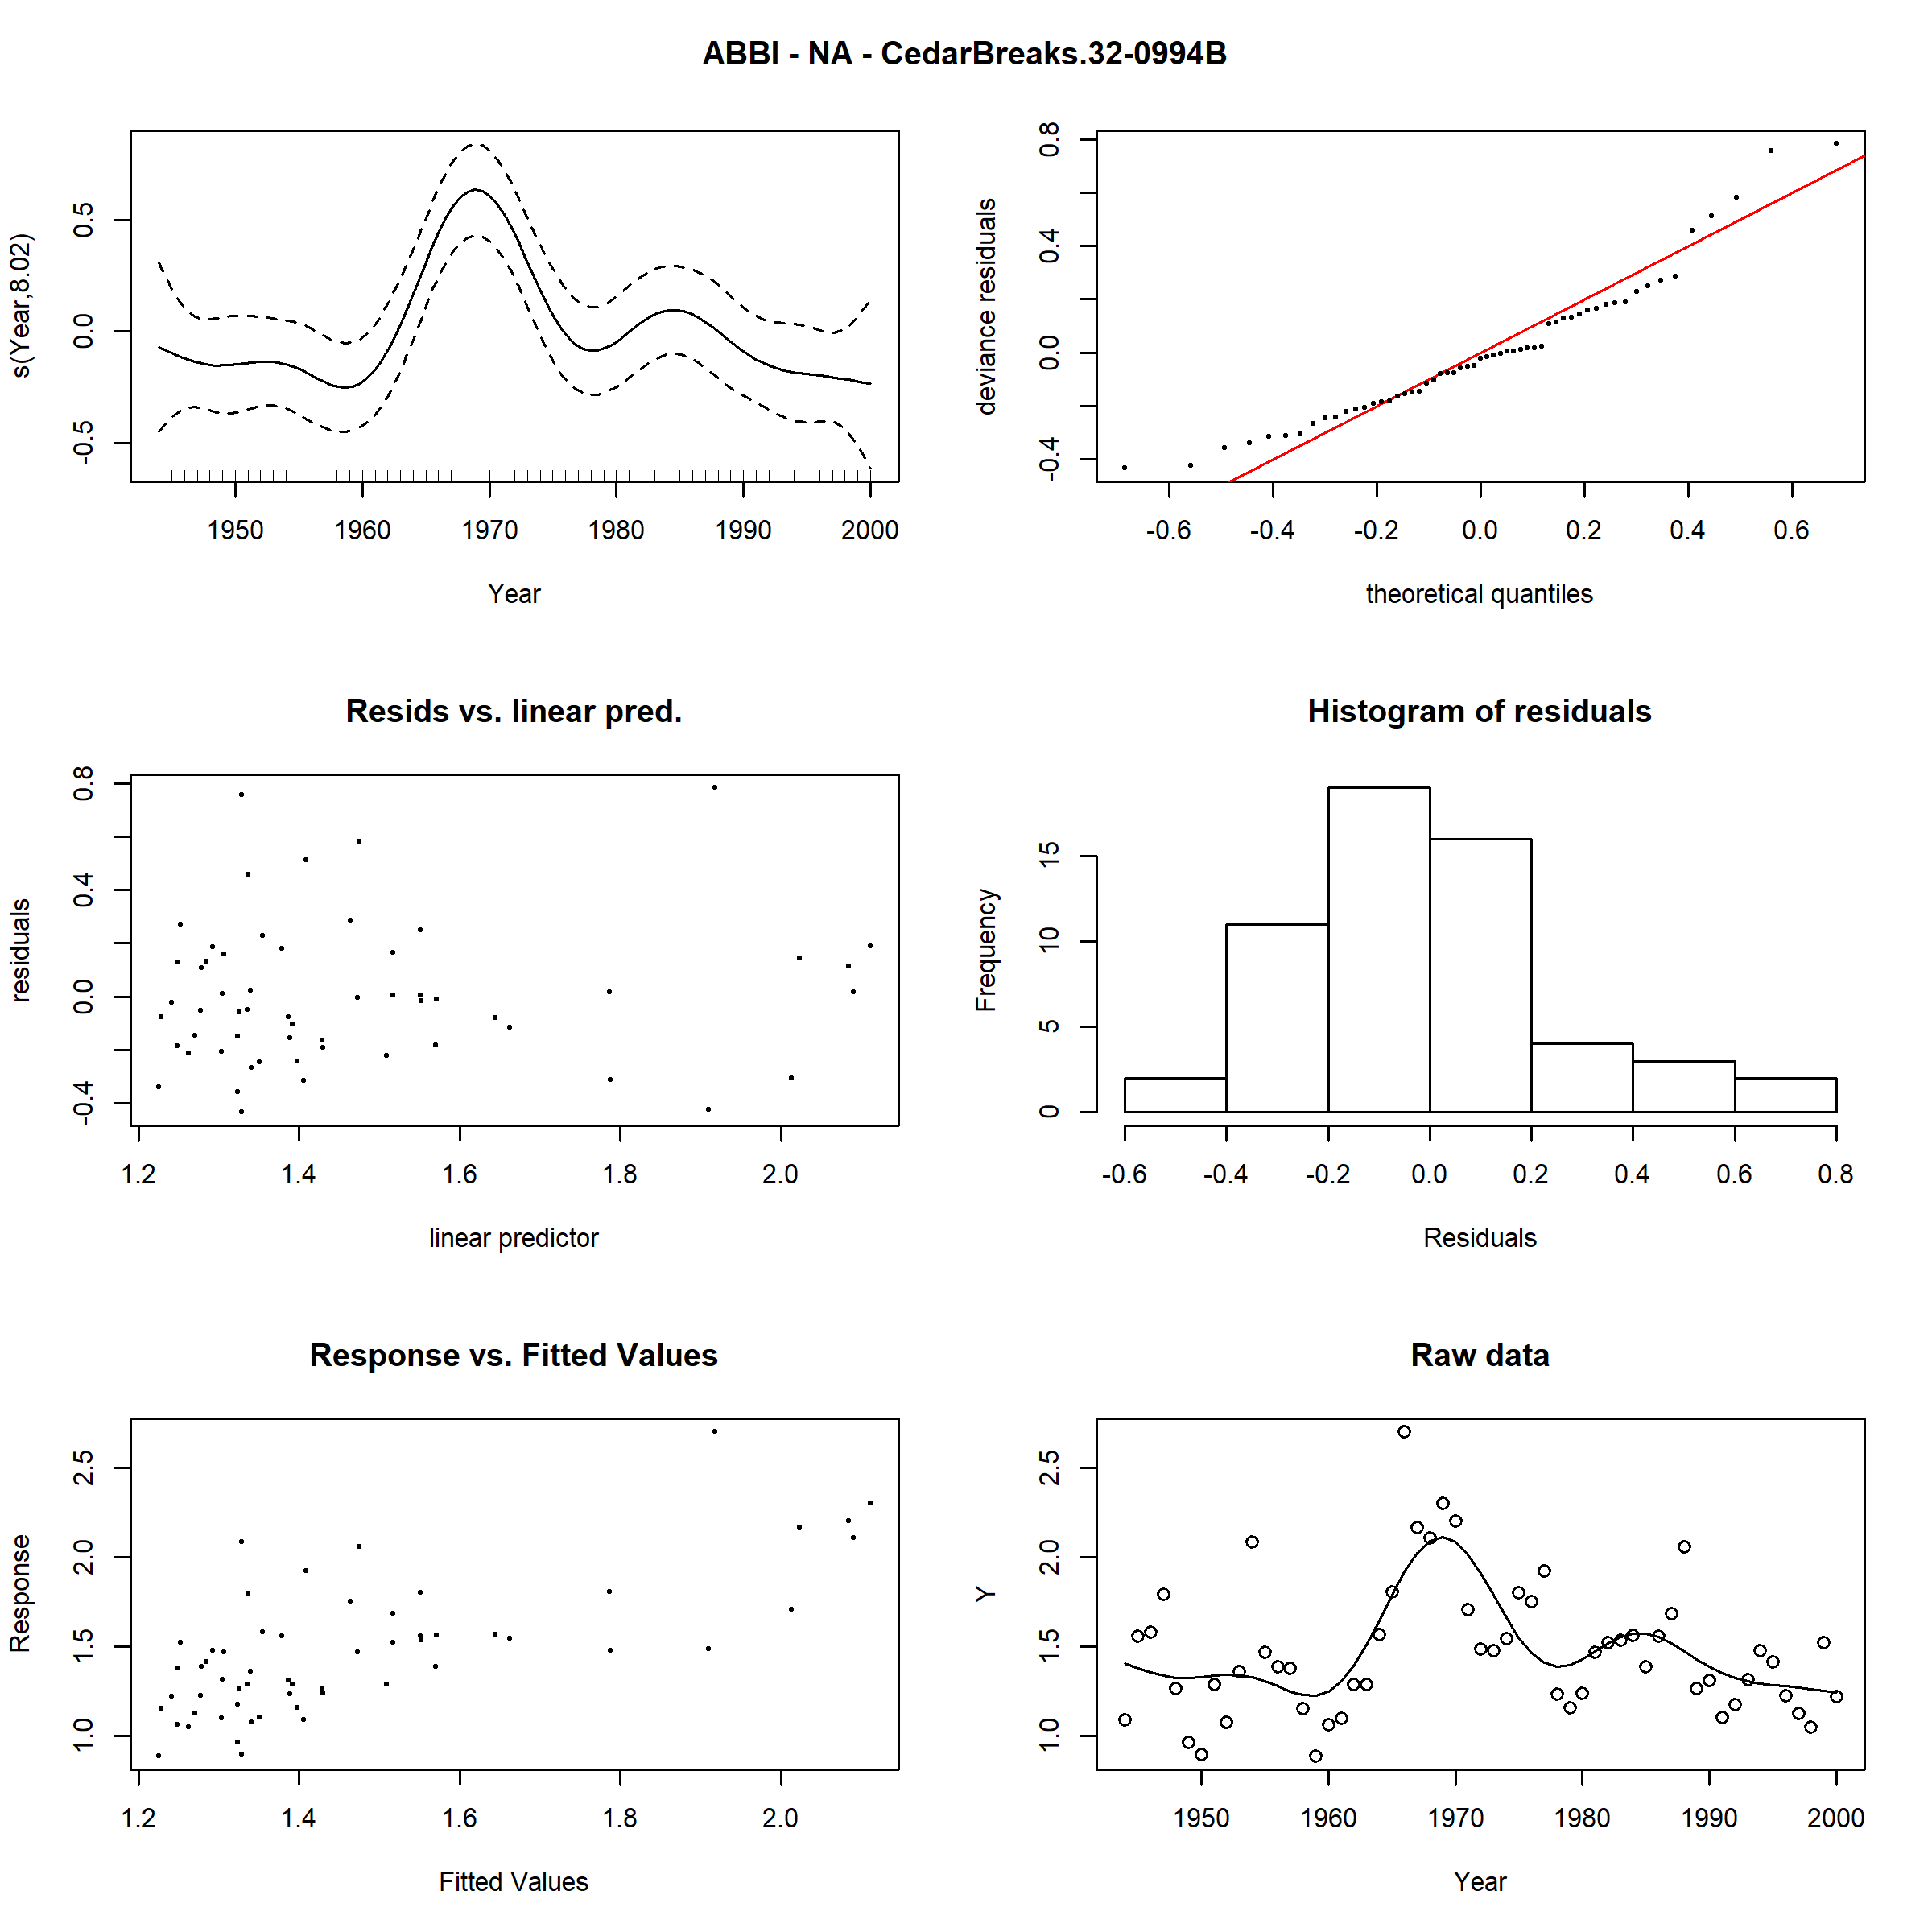 ABBI - NA - CedarBreaks.32-0994B
s(Year,8.02)
0.5
0.0
-0.5
1950 1960 1970 1980 1990 2000
Year
deviance residuals
0.8
0.4
0.0
-0.4
-0.6 -0.4 -0.2 0.0 0.2 0.4 0.6
theoretical quantiles
Resids vs. linear pred.
residuals
0.8
0.4
0.0
-0.4
1.2 1.4 1.6 1.8 2.0
linear predictor
Histogram of residuals
Frequency
15
10
5
0
-0.6 -0.4 -0.2 0.0 0.2 0.4 0.6 0.8
Residuals
Response vs. Fitted Values
Response
2.5
2.0
1.5
1.0
1.2 1.4 1.6 1.8 2.0
Fitted Values
Raw data
Y
2.5
2.0
1.5
1.0
1950 1960 1970 1980 1990 2000
Year